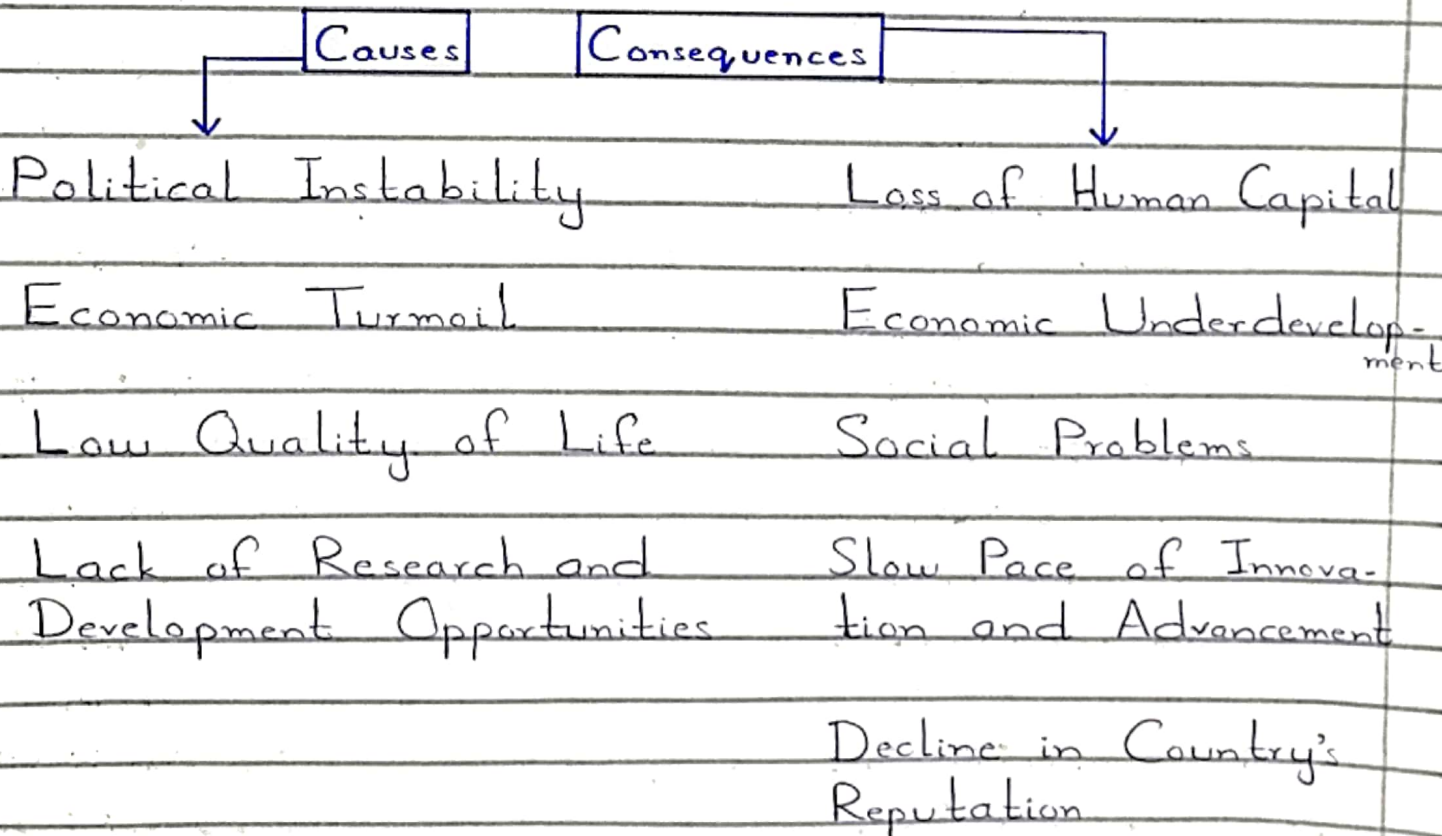 Causes Consequences
Political Instability Loss of Human Capital
Economic Turmoil Economic Underdevelop-
ment
Low Quality of Life Social Problems
Lack of Research and Slow Pace of Innova-
Development Opportunities tion and Advancement
Decline in Country's
Reputation